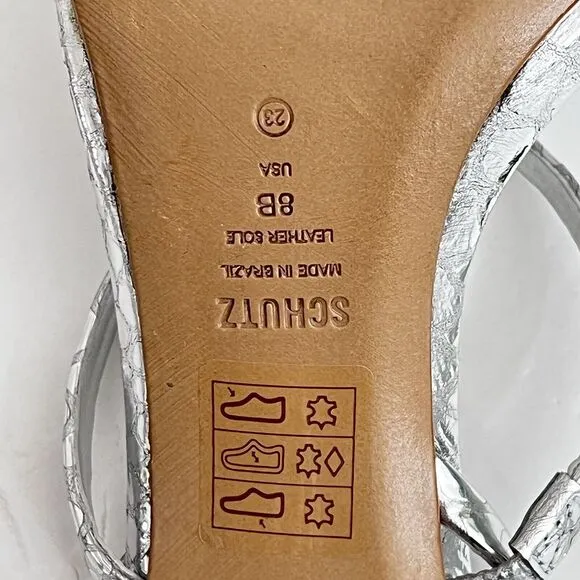 SCHUTZ
MADE IN BRAZIL
LEATHER SOLE
8B
USA
23